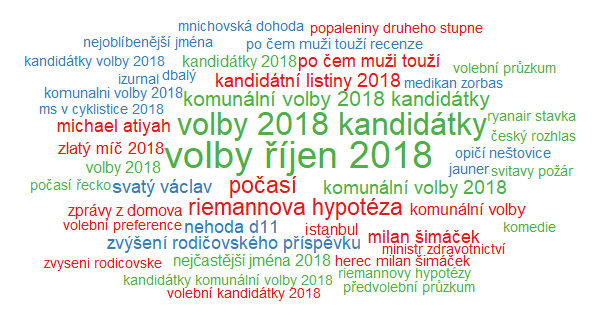 mnichovská dohoda
popaleniny druheho stupne
nejoblíbenější jména
po čem muži touží recenze
kandidátky volby 2018
kandidátky 2018
po čem muži touží
volební průzkum
izurnal
dbalý
kandidátní listiny 2018
medikan zorbas
komunalni volby 2018
komunální volby 2018 kandidátky
ms v cyklistice 2018
ryanair stavka
michael atiyah
volby 2018 kandidátky
český rozhlas
zlatý míč 2018
volby říjen 2018
opičí neštovice
volby 2018
jauner
svitavy požár
počasí řecko
svatý václav
počasí
komunální volby 2018
zprávy z domova
riemannova hypotéza
komunální volby
volební preference
nehoda d11
istanbul
komedie
zvýšení rodičovského příspěvku
milan šimáček
ministr zdravotnictví
zvyseni rodicovske
nejčastější jména 2018
herec milan šimáček
riemannovy hypotézy
kandidátky komunální volby 2018
předvolební průzkum
volební kandidátky 2018